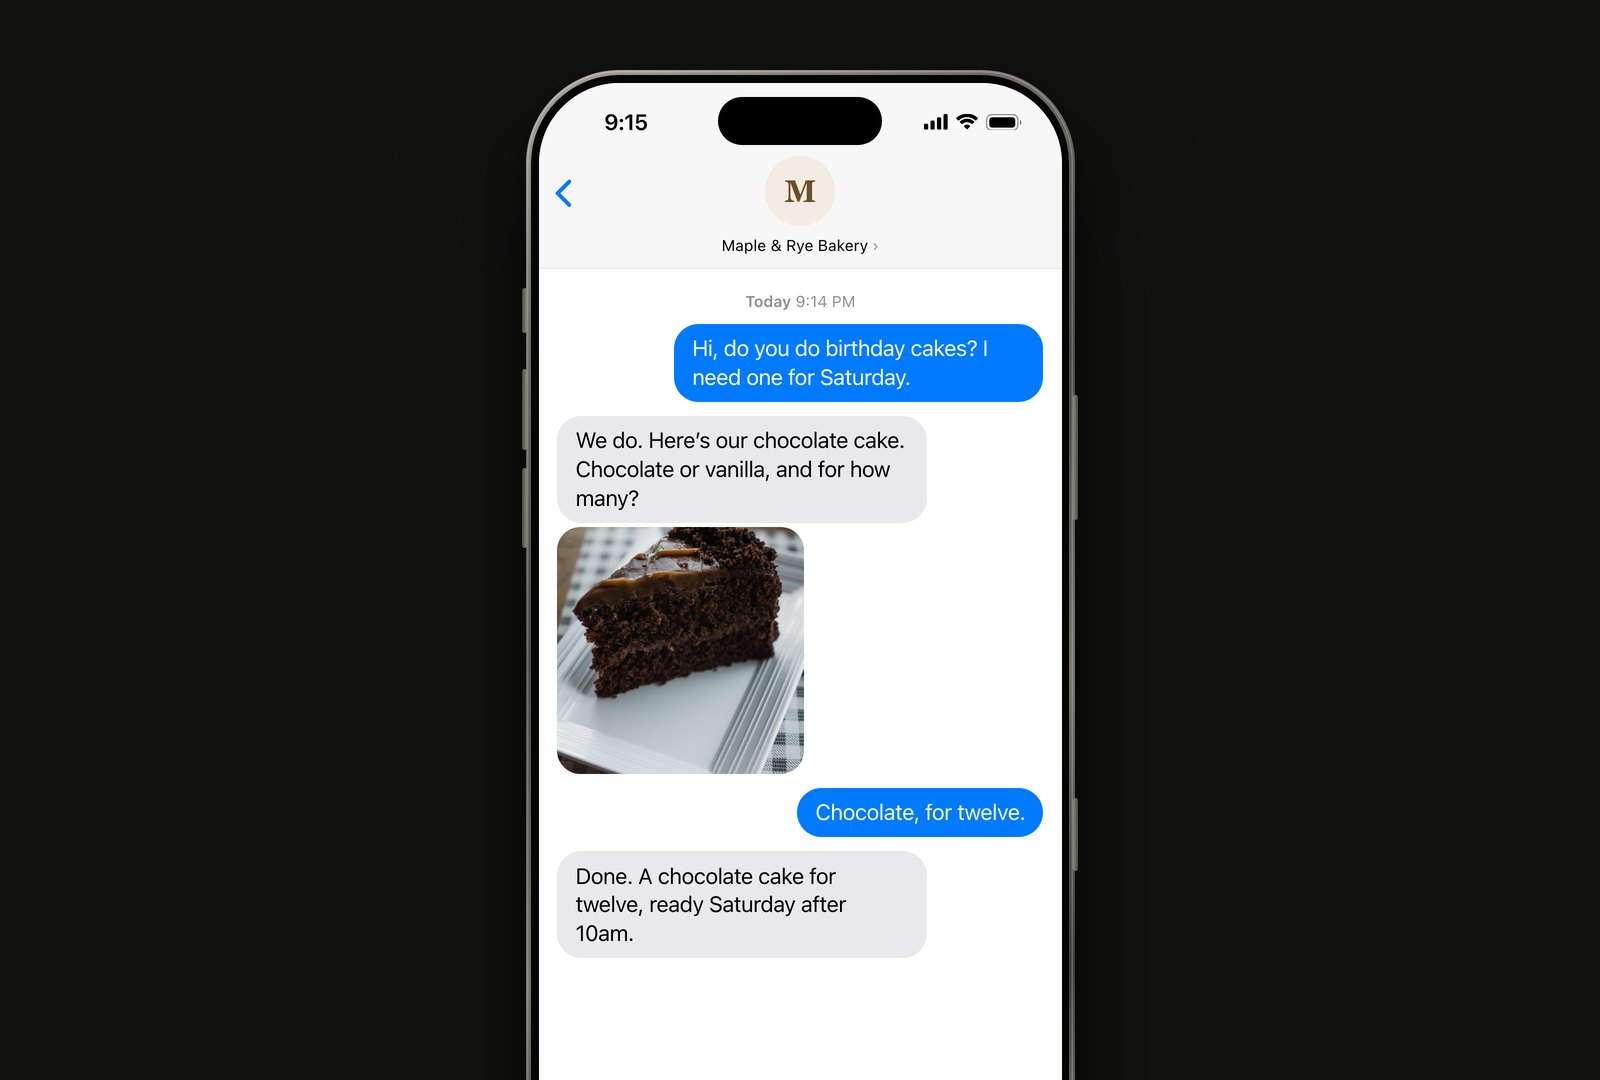 9:15
M
Maple & Rye Bakery ›
Today 9:14 PM
Hi, do you do birthday cakes? I
need one for Saturday.
We do. Here’s our chocolate cake.
Chocolate or vanilla, and for how
many?
Chocolate, for twelve.
Done. A chocolate cake for
twelve, ready Saturday after
10am.